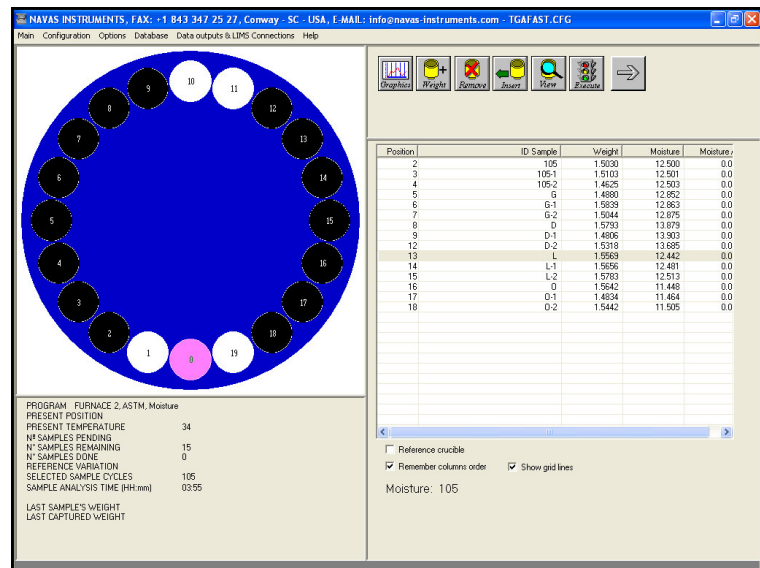 NAVAS INSTRUMENTS, FAX: +1 843 347 25 27, Conway - SC - USA, E-MAIL: info@navas-instruments.com - TGAFAST.CFG
Main Configuration Options Database Data outputs & LIMS Connections Help
Graphics Weight Remove Insert View Execute
10
9 11
8 12
7 13
6 14
5 15
4 16
3 17
2 18
1 19
0
Position ID Sample Weight Moisture Moisture
2 105 1.5030 12.500 0.0
3 105-1 1.5103 12.501 0.0
4 105-2 1.4625 12.503 0.0
5 G 1.4880 12.852 0.0
6 G-1 1.5839 12.863 0.0
7 G-2 1.5044 12.875 0.0
8 D 1.5793 13.879 0.0
9 D-1 1.4806 13.903 0.0
12 D-2 1.5318 13.685 0.0
13 L 1.5569 12.442 0.0
14 L-1 1.5656 12.481 0.0
15 L-2 1.5783 12.513 0.0
16 O 1.5642 11.448 0.0
17 O-1 1.4834 11.464 0.0
18 O-2 1.5442 11.505 0.0
Reference crucible
Remember columns order Show grid lines
Moisture: 105
PROGRAM FURNACE 2, ASTM, Moisture
PRESENT POSITION
PRESENT TEMPERATURE 34
Nº SAMPLES PENDING
N° SAMPLES REMAINING 15
N° SAMPLES DONE 0
REFERENCE VARIATION
SELECTED SAMPLE CYCLES 105
SAMPLE ANALYSIS TIME (HH:mm) 03:55
LAST SAMPLE'S WEIGHT
LAST CAPTURED WEIGHT